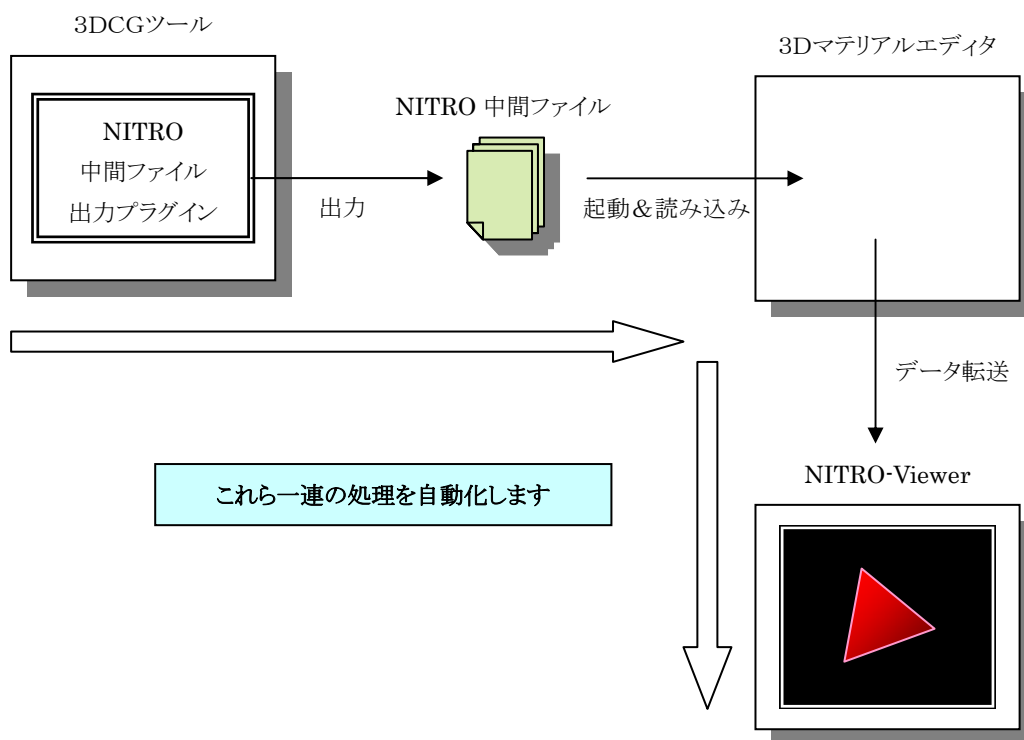 3DCGツール
3Dマテリアルエディタ
NITRO 中間ファイル
NITRO
中間ファイル
出力プラグイン
出力
起動＆読み込み
データ転送
これら一連の処理を自動化します
NITRO-Viewer